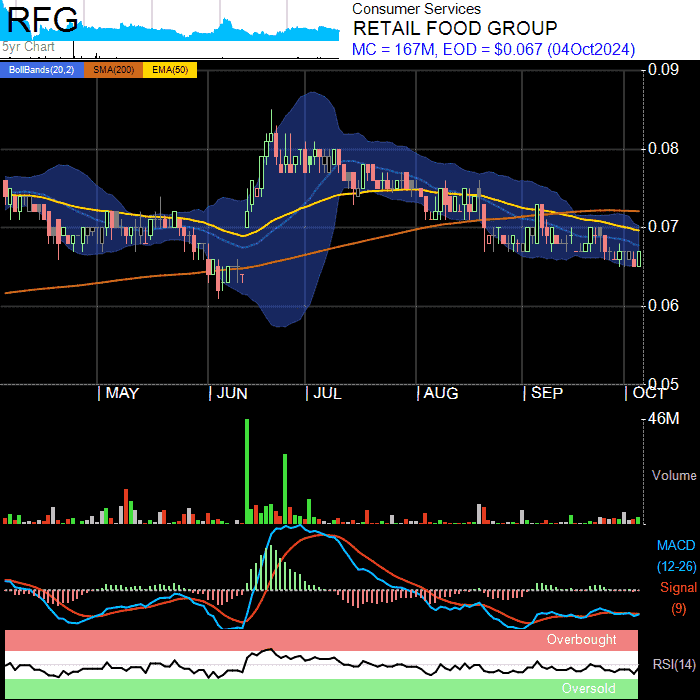 RFG
5yr Chart
Consumer Services
RETAIL FOOD GROUP
MC = 167M, EOD = $0.067 (04Oct2024)
BollBands(20,2) SMA(200) EMA(50)
0.09
0.08
0.07
0.06
0.05
MAY JUN JUL AUG SEP OCT
46M
Volume
MACD
(12-26)
Signal
(9)
Overbought
RSI(14)
Oversold